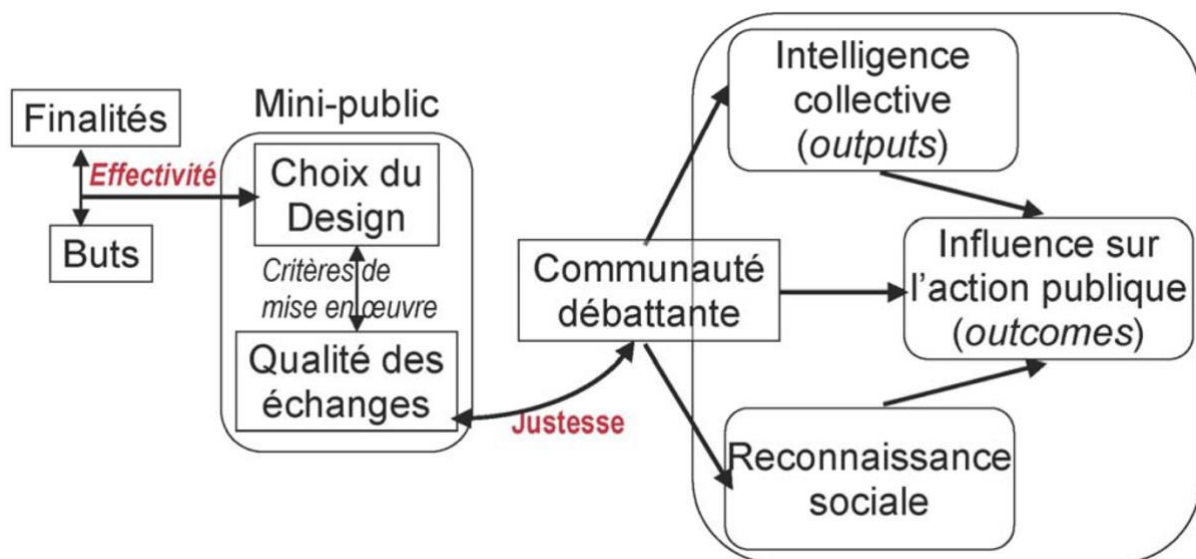 Finalités
Effectivité
Buts
Mini-public
Choix du
Design
Critères de
mise en œuvre
Qualité des
échanges
Justesse
Communauté
débattante
Intelligence
collective
(outputs)
Influence sur
l'action publique
(outcomes)
Reconnaissance
sociale